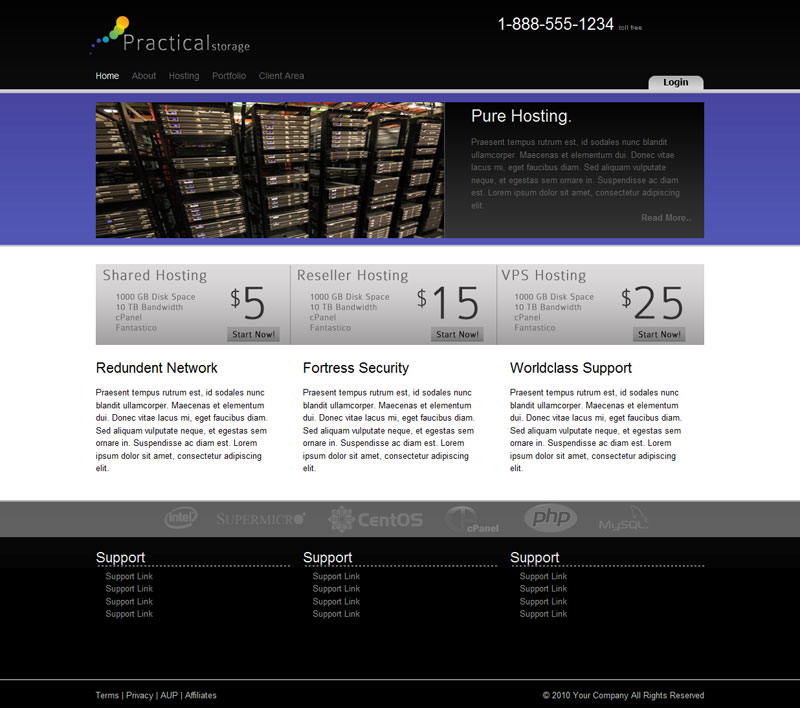 Practical storage
1-888-555-1234 toll free
Home About Hosting Portfolio Client Area
Login
Pure Hosting.
Praesent tempus rutrum est, id sodales nunc
blandit ullamcorper. Maecenas et elementum
dui. Donec vitae
lacus mi, eget faucibus diam. Sed aliquam vulputate
neque, et egestas sem ornare in. Suspendisse ac diam
est. Lorem ipsum dolor sit amet, consectetur adipiscing
elit.
Read More..
Shared Hosting
1000 GB Disk Space
10 TB Bandwidth
cPanel
Fantastico
$5
Start Now!
Reseller Hosting
1000 GB Disk Space
10 TB Bandwidth
cPanel
Fantastico
$15
Start Now!
VPS Hosting
1000 GB Disk Space
10 TB Bandwidth
cPanel
Fantastico
$25
Start Now!
Redundent Network
Praesent tempus rutrum est, id sodales nunc
blandit ullamcorper. Maecenas et elementum
dui. Donec vitae lacus mi, eget faucibus diam.
Sed aliquam vulputate neque, et egestas sem
ornare in. Suspendisse ac diam est. Lorem
ipsum dolor sit amet, consectetur adipiscing
elit.
Fortress Security
Praesent tempus rutrum est, id sodales nunc
blandit ullamcorper. Maecenas et elementum
dui. Donec vitae lacus mi, eget faucibus diam.
Sed aliquam vulputate neque, et egestas sem
ornare in. Suspendisse ac diam est. Lorem
ipsum dolor sit amet, consectetur adipiscing
elit.
Worldclass Support
Praesent tempus rutrum est, id sodales nunc
blandit ullamcorper. Maecenas et elementum
dui. Donec vitae lacus mi, eget faucibus diam.
Sed aliquam vulputate neque, et egestas sem
ornare in. Suspendisse ac diam est. Lorem
ipsum dolor sit amet, consectetur adipiscing
elit.
intel SUPERMICRO CentOS cPanel php MySQL
Support
Support Link
Support Link
Support Link
Support Link
Support
Support Link
Support Link
Support Link
Support Link
Support
Support Link
Support Link
Support Link
Support Link
Terms | Privacy | AUP | Affiliates
© 2010 Your Company All Rights Reserved